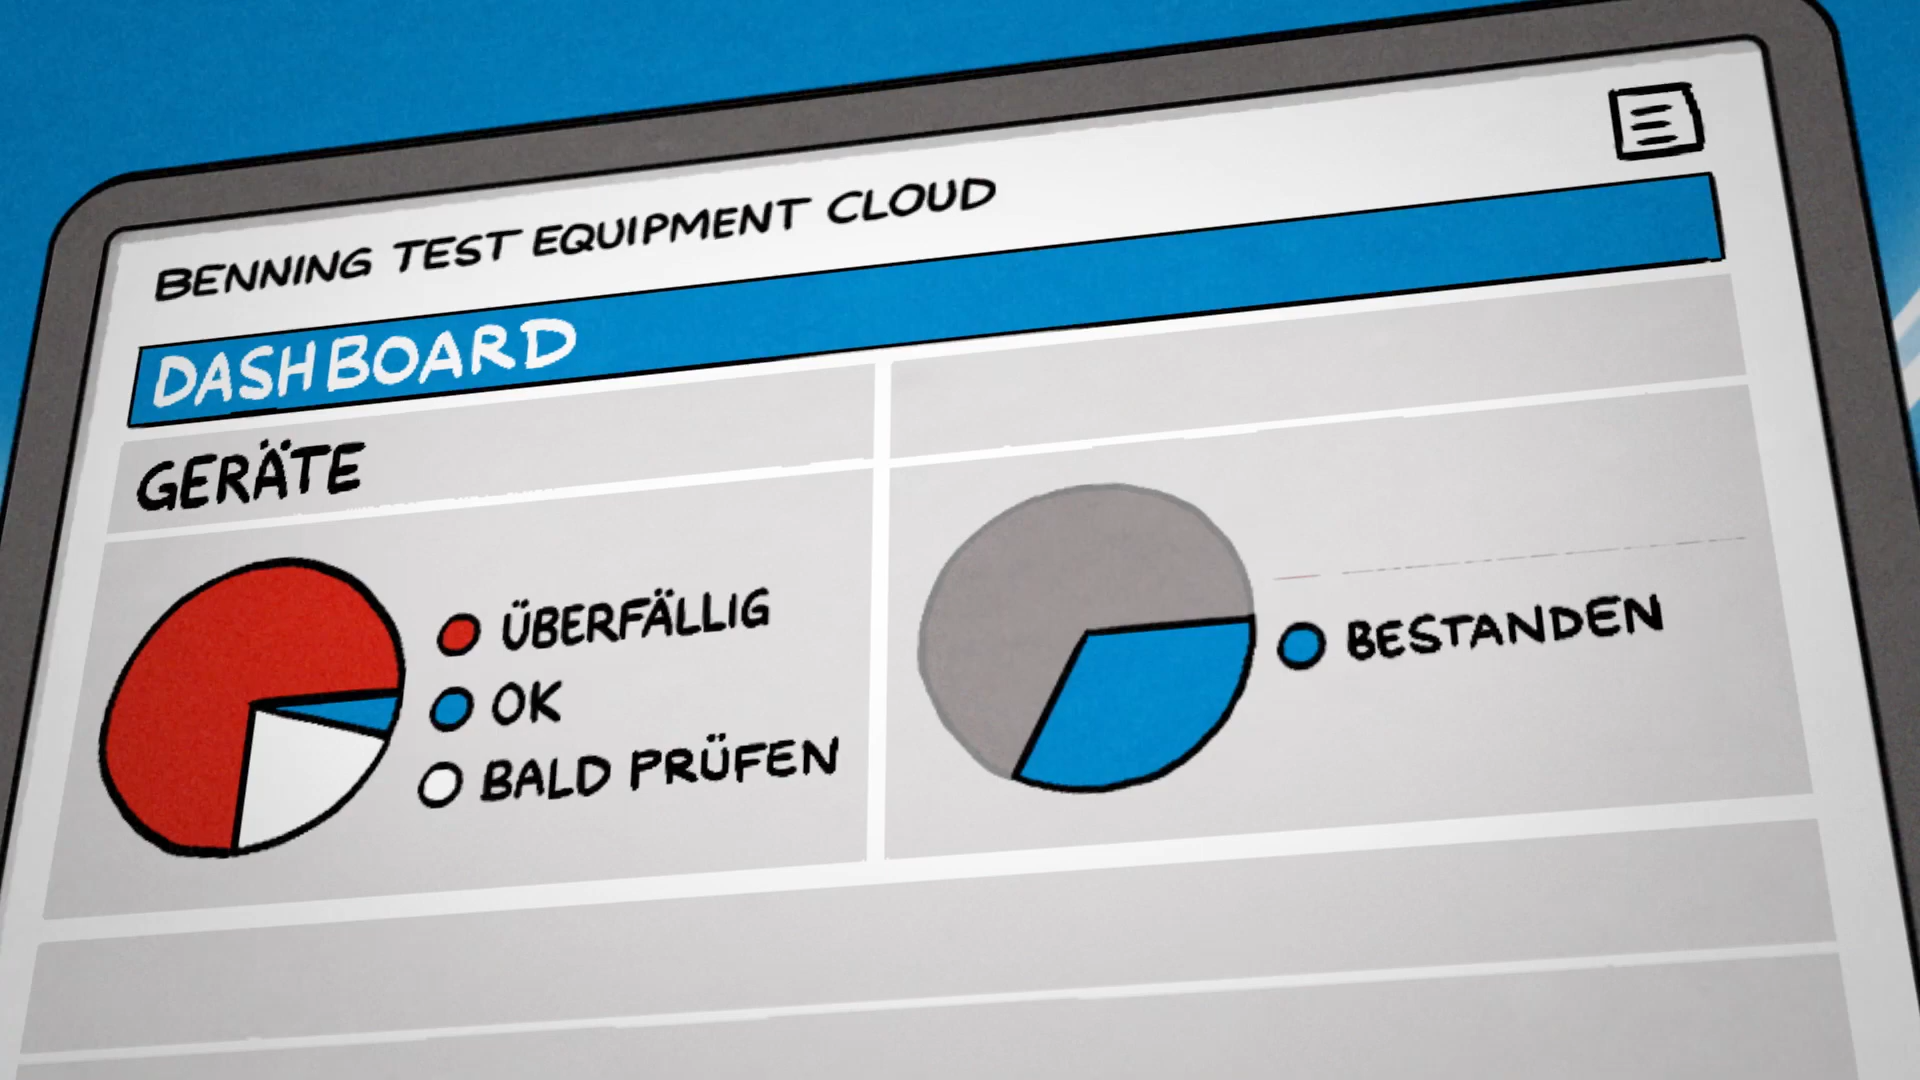 BENNING TEST EQUIPMENT CLOUD
DASHBOARD
GERÄTE
ÜBERFÄLLIG
OK
BALD PRÜFEN
BESTANDEN